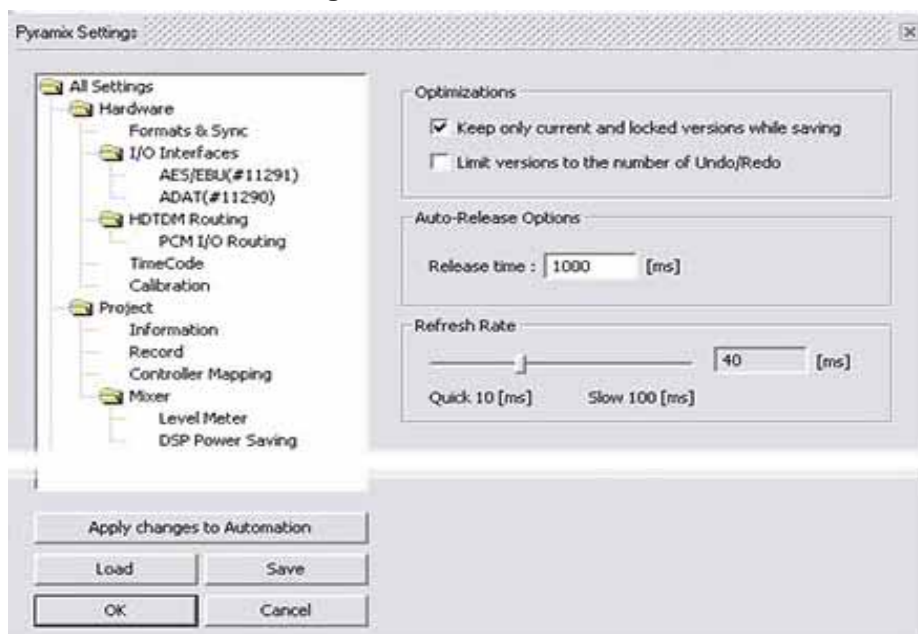 Pyramix Settings
All Settings
Hardware
Formats & Sync
I/O Interfaces
AES/EBU(#11291)
ADAT(#11290)
HDTDM Routing
PCM I/O Routing
TimeCode
Calibration
Project
Information
Record
Controller Mapping
Mixer
Level Meter
DSP Power Saving
Apply changes to Automation
Load Save
OK Cancel
Optimizations
Keep only current and locked versions while saving
Limit versions to the number of Undo/Redo
Auto-Release Options
Release time : 1000 [ms]
Refresh Rate
40 [ms]
Quick 10 [ms] Slow 100 [ms]